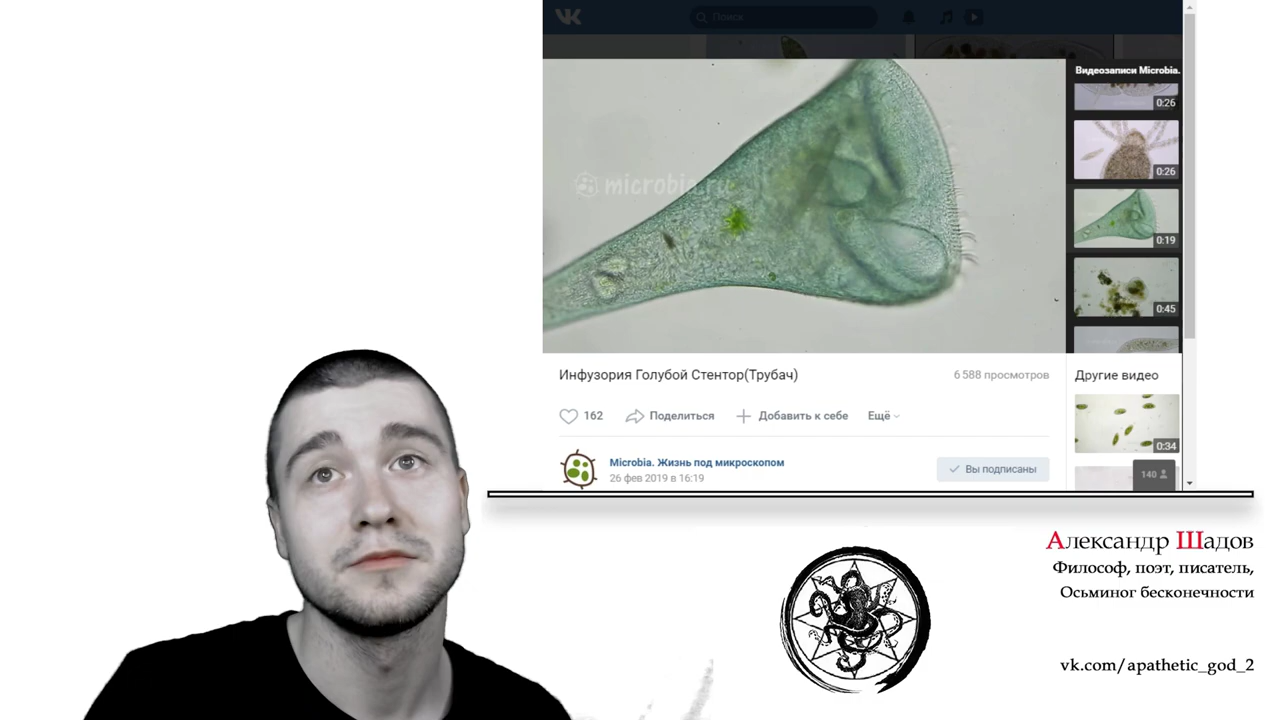 Поиск
Видеозаписи Microbia.
0:26
microbia.ru
0:26
0:19
0:45
Инфузория Голубой Стентор(Трубач)
6 588 просмотров
Другие видео
162
Поделиться
Добавить к себе
Ещё
0:34
Microbia. Жизнь под микроскопом
26 фев 2019 в 16:19
Вы подписаны
140
Александр Шадов
Философ, поэт, писатель,
Осьминог бесконечности
vk.com/apathetic_god_2